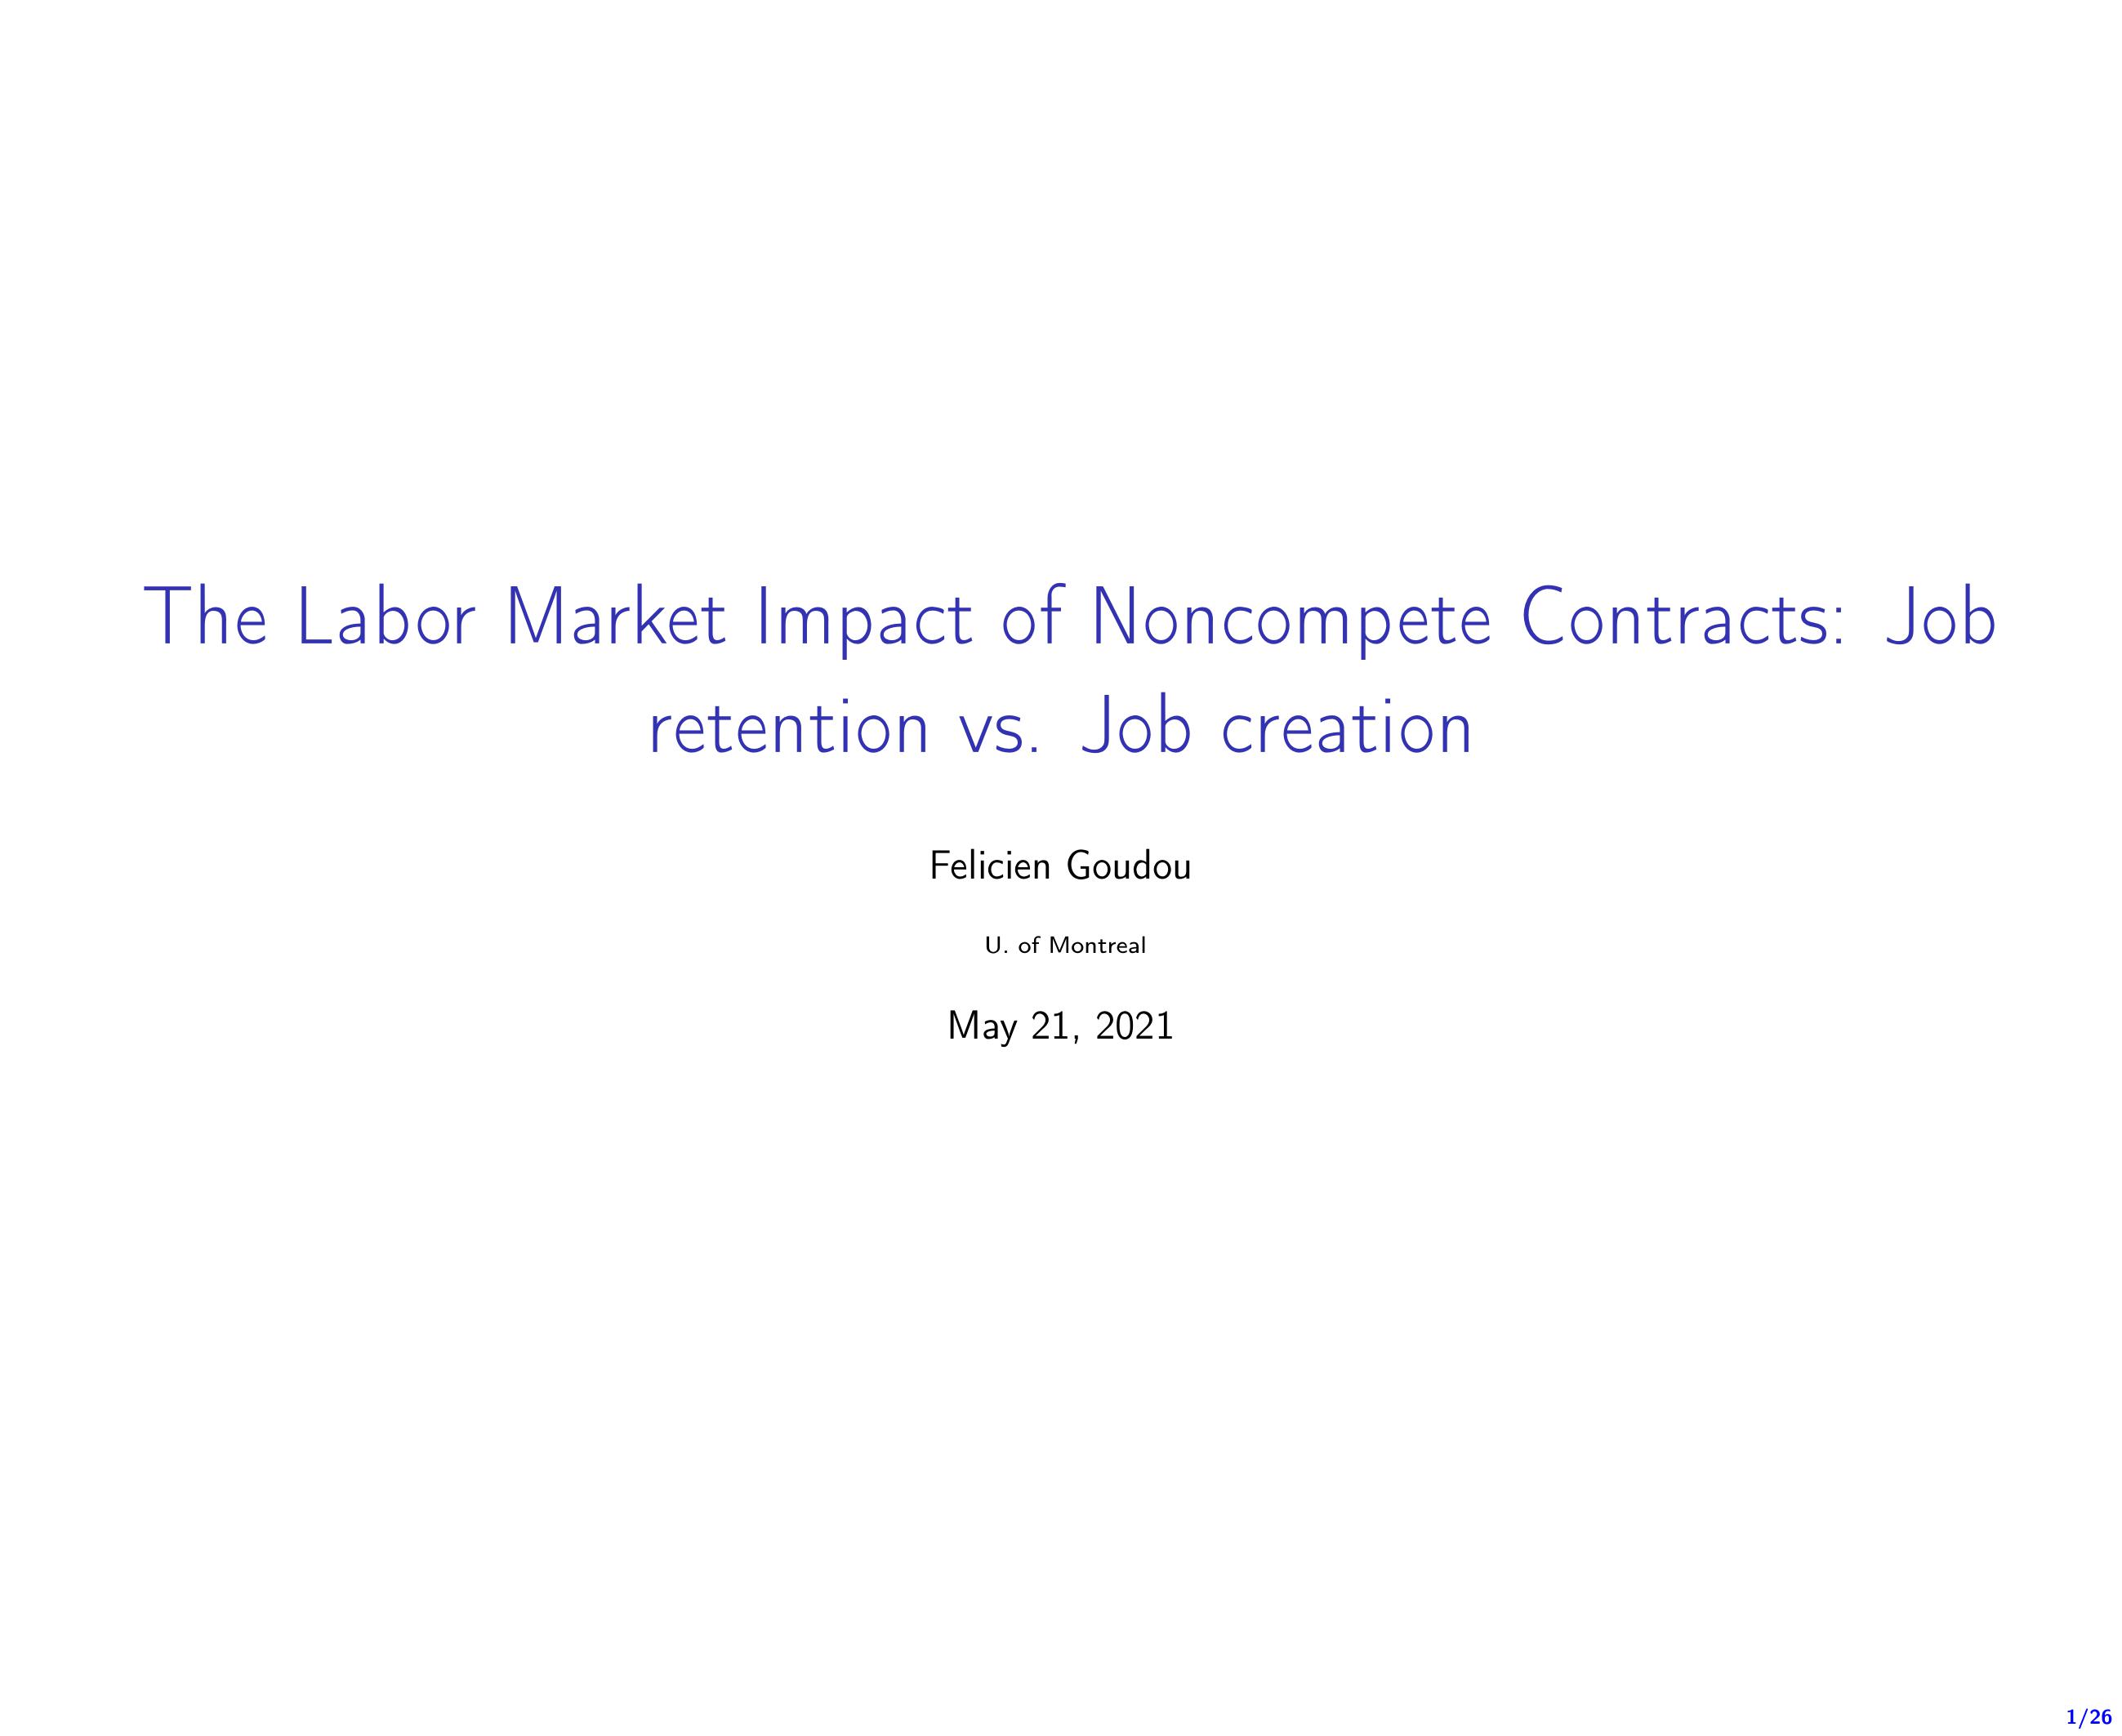 The Labor Market Impact of Noncompete Contracts: Job
retention vs. Job creation
Felicien Goudou
U. of Montreal
May 21, 2021
1/26